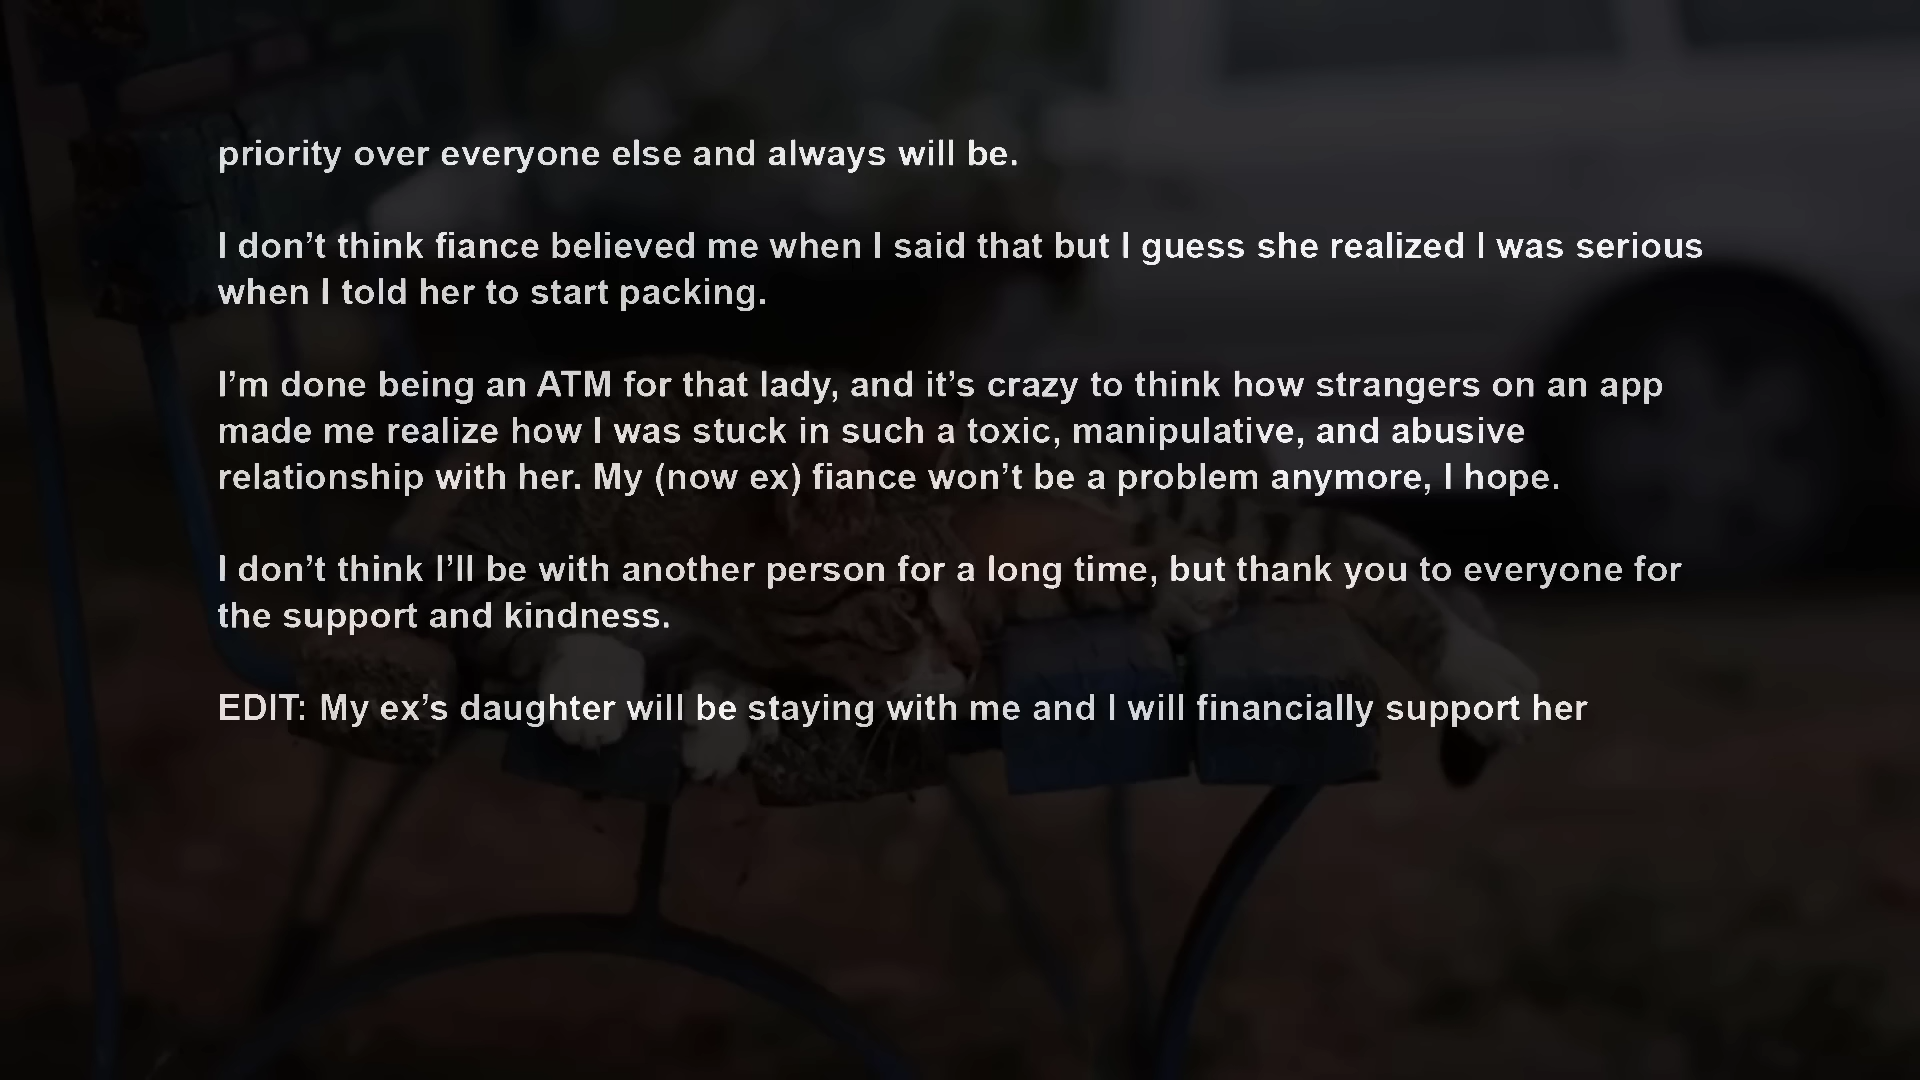 priority over everyone else and always will be.
I don’t think fiance believed me when I said that but I guess she realized I was serious
when I told her to start packing.
I’m done being an ATM for that lady, and it’s crazy to think how strangers on an app
made me realize how I was stuck in such a toxic, manipulative, and abusive
relationship with her. My (now ex) fiance won’t be a problem anymore, I hope.
I don’t think I’ll be with another person for a long time, but thank you to everyone for
the support and kindness.
EDIT: My ex’s daughter will be staying with me and I will financially support her